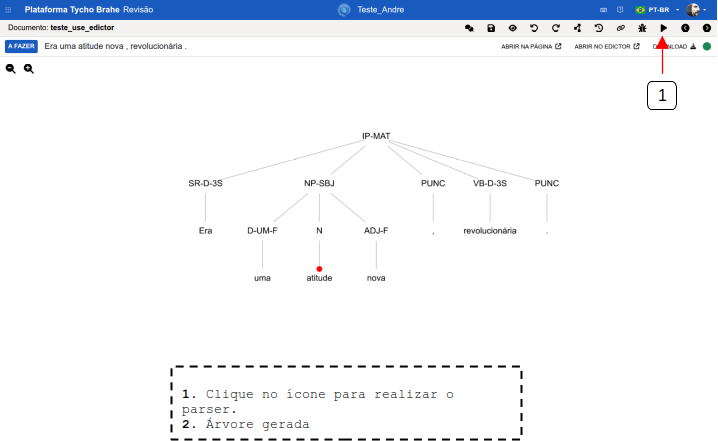 Plataforma Tycho Brahe Revisão Teste_Andre PT-BR
Documento: teste_use_edictor
A FAZER Era uma atitude nova , revolucionária . ABRIR NA PÁGINA ABRIR NO EDICTOR DOWNLOAD
1
IP-MAT
SR-D-3S NP-SBJ PUNC VB-D-3S PUNC
Era D-UM-F N ADJ-F , revolucionária .
uma atitude nova
1. Clique no ícone para realizar o
parser.
2. Árvore gerada